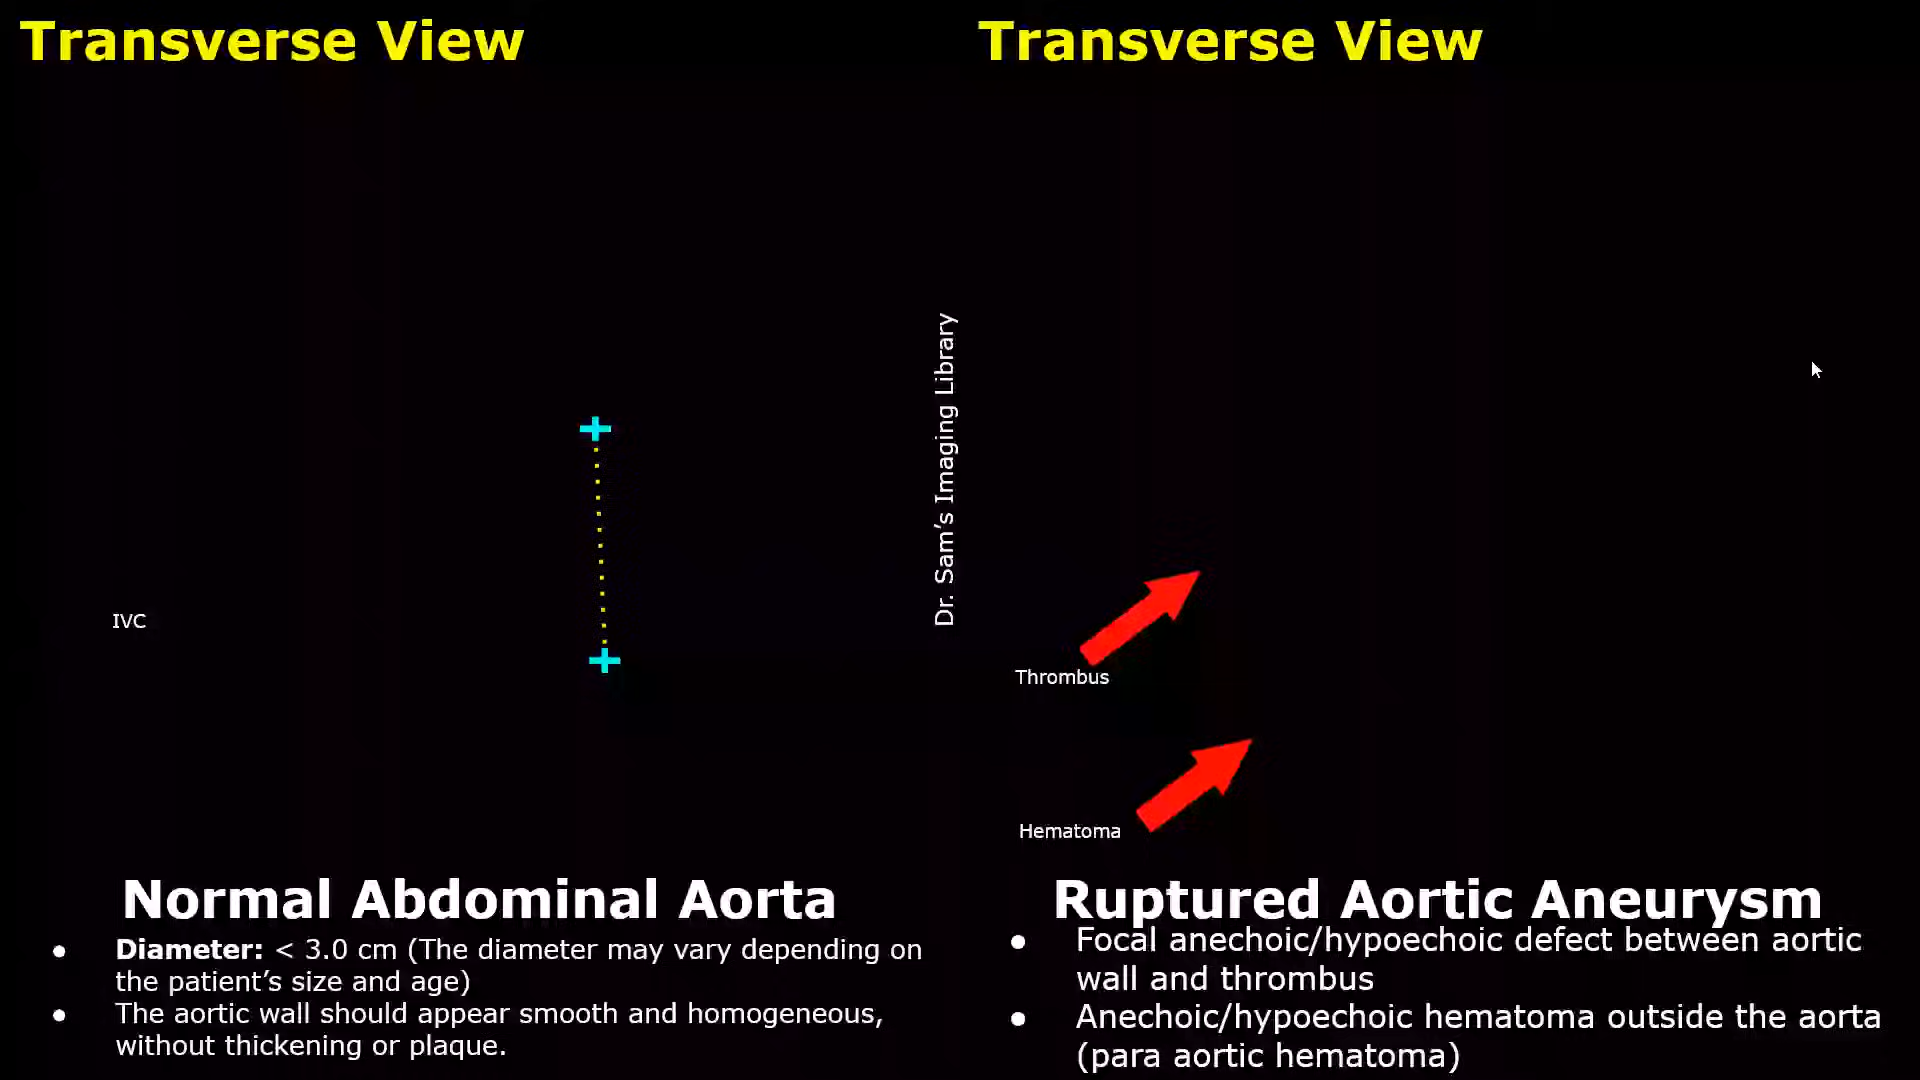 Transverse View
IVC
Normal Abdominal Aorta
● Diameter: < 3.0 cm (The diameter may vary depending on
the patient’s size and age)
● The aortic wall should appear smooth and homogeneous,
without thickening or plaque.
Dr. Sam’s Imaging Library
Transverse View
Thrombus
Hematoma
Ruptured Aortic Aneurysm
● Focal anechoic/hypoechoic defect between aortic
wall and thrombus
● Anechoic/hypoechoic hematoma outside the aorta
(para aortic hematoma)